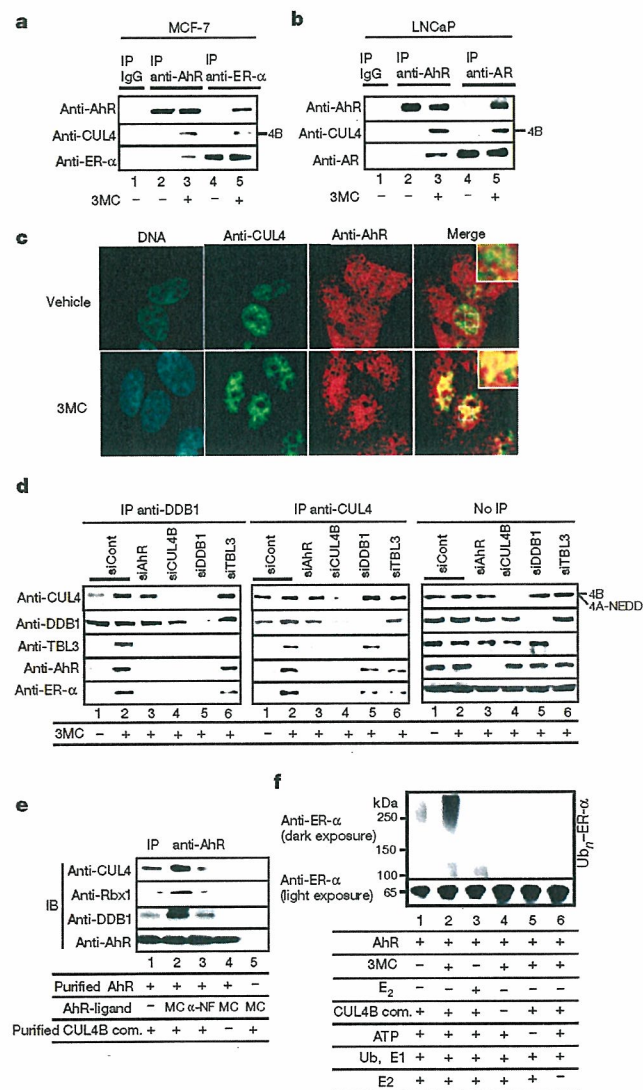 a
MCF-7
IP IgG
IP anti-AhR
IP anti-ER-α
Anti-AhR
Anti-CUL4
4B
Anti-ER-α
1 2 3 4 5
3MC − − + − +
b
LNCaP
IP IgG
IP anti-AhR
IP anti-AR
Anti-AhR
Anti-CUL4
4B
Anti-AR
1 2 3 4 5
3MC − − + − +
c
DNA Anti-CUL4 Anti-AhR Merge
Vehicle
3MC
d
IP anti-DDB1 IP anti-CUL4 No IP
siCont siAhR siCUL4B siDDB1 siTBL3
siCont siAhR siCUL4B siDDB1 siTBL3
siCont siAhR siCUL4B siDDB1 siTBL3
Anti-CUL4
4B
4A-NEDD
Anti-DDB1
Anti-TBL3
Anti-AhR
Anti-ER-α
1 2 3 4 5 6 1 2 3 4 5 6 1 2 3 4 5 6
3MC − + + + + + − + + + + + − + + + + +
e
IP anti-AhR
IB
Anti-CUL4
Anti-Rbx1
Anti-DDB1
Anti-AhR
1 2 3 4 5
Purified AhR + + + + −
AhR-ligand − MC α-NF MC MC
Purified CUL4B com. + + + − +
f
kDa
Anti-ER-α (dark exposure)
250
150
100
Anti-ER-α (light exposure)
65
Ubn–ER-α
1 2 3 4 5 6
AhR + + + + + +
3MC − + − + + +
E2 − − + − − −
CUL4B com. + + + − + +
ATP + + + + − +
Ub, E1 + + + + + +
E2 + + + + + −